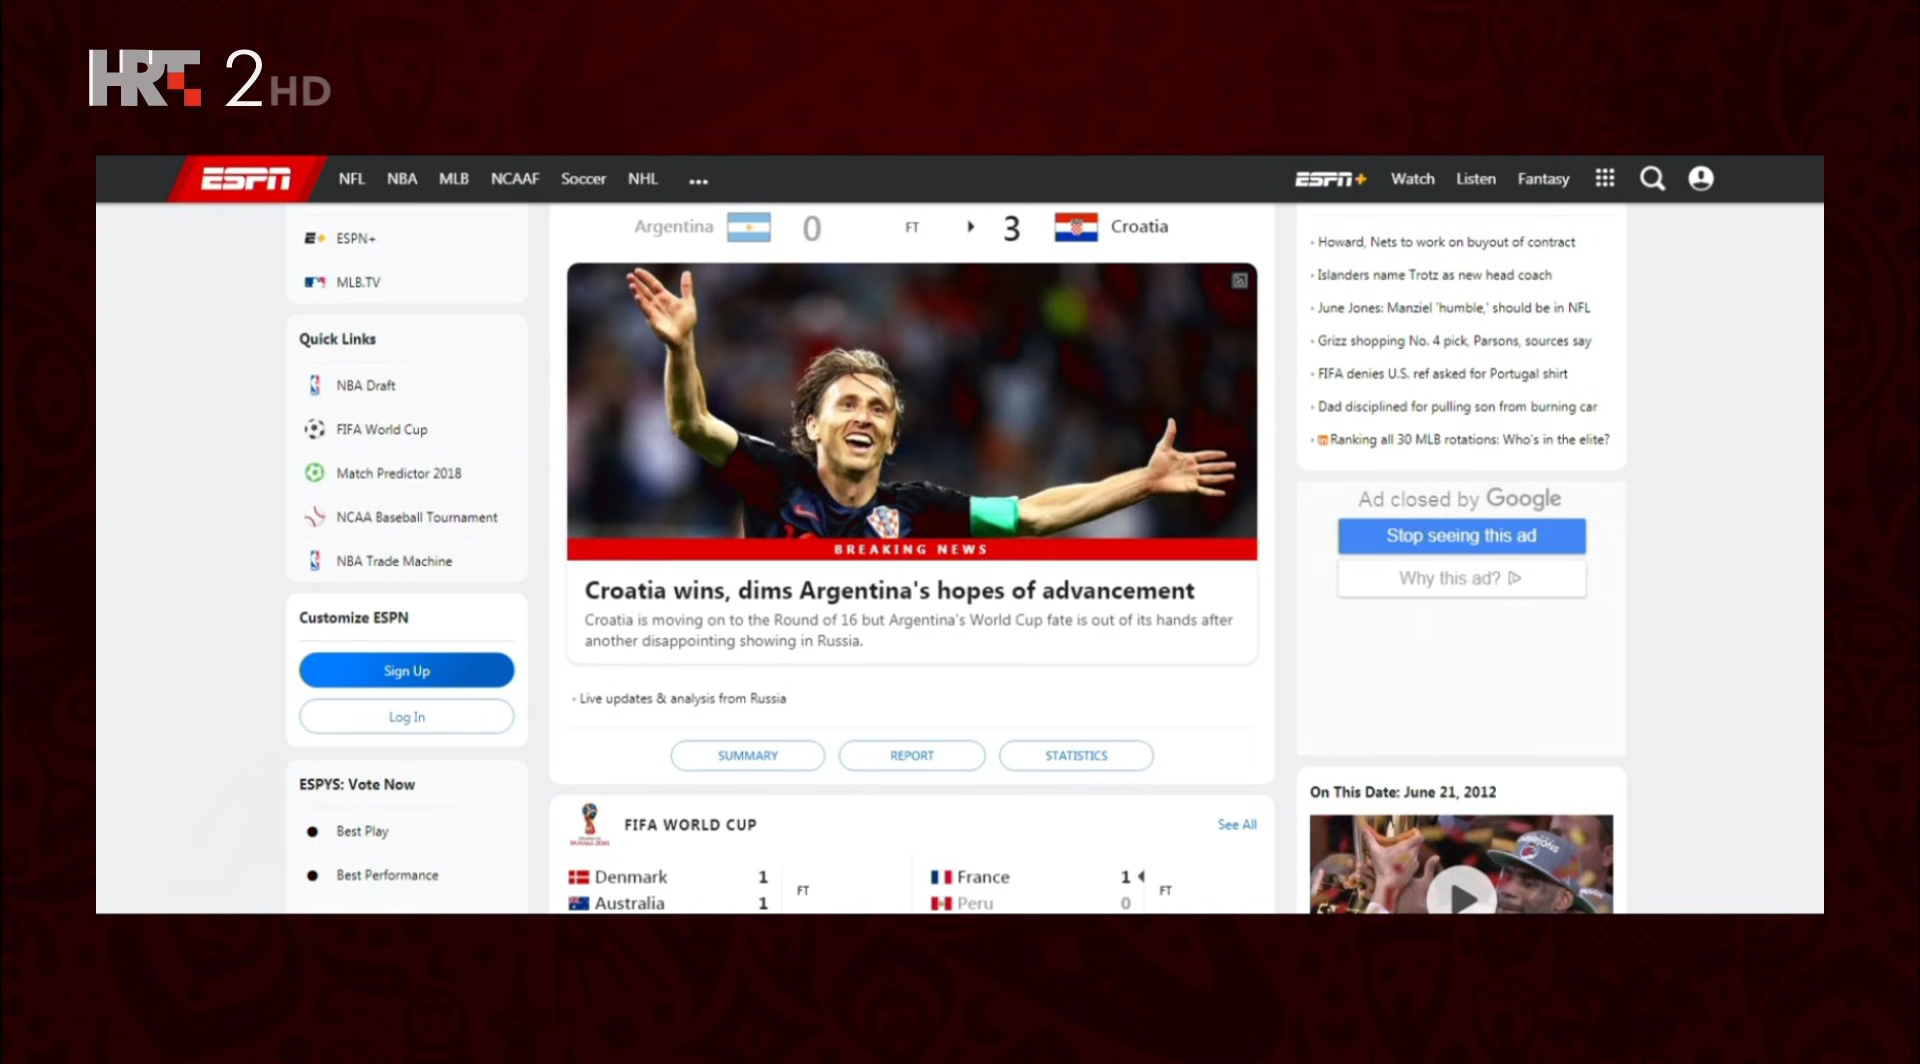 HRT 2 HD
ESPN NFL NBA MLB NCAAF Soccer NHL ... ESPN+ Watch Listen Fantasy
E+ ESPN+
MLB.TV
Quick Links
NBA Draft
FIFA World Cup
Match Predictor 2018
NCAA Baseball Tournament
NBA Trade Machine
Customize ESPN
Sign Up
Log In
ESPYS: Vote Now
Best Play
Best Performance
Argentina 0 FT 3 Croatia
BREAKING NEWS
Croatia wins, dims Argentina's hopes of advancement
Croatia is moving on to the Round of 16 but Argentina's World Cup fate is out of its hands after
another disappointing showing in Russia.
Live updates & analysis from Russia
SUMMARY REPORT STATISTICS
FIFA WORLD CUP See All
Denmark 1 FT
Australia 1
France 1 FT
Peru 0
Howard, Nets to work on buyout of contract
Islanders name Trotz as new head coach
June Jones: Manziel 'humble,' should be in NFL
Grizz shopping No. 4 pick, Parsons, sources say
FIFA denies U.S. ref asked for Portugal shirt
Dad disciplined for pulling son from burning car
in Ranking all 30 MLB rotations: Who's in the elite?
Ad closed by Google
Stop seeing this ad
Why this ad?
On This Date: June 21, 2012